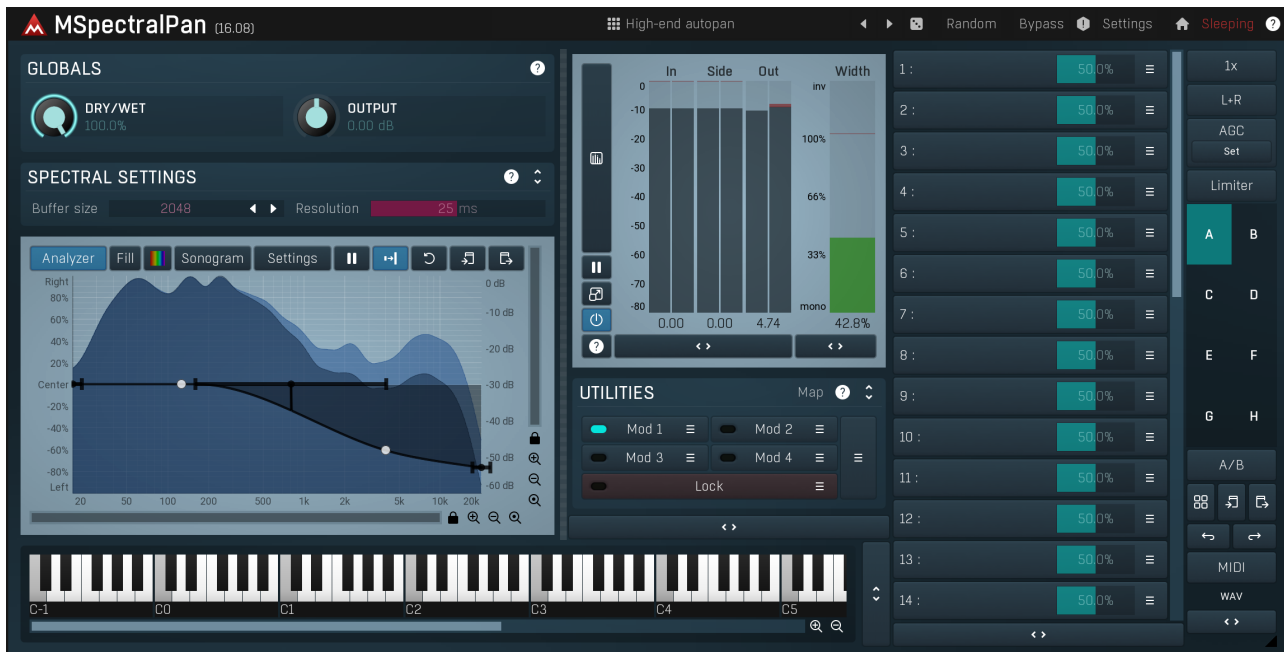 MSpectralPan (16.08)
High-end autopan
Random Bypass Settings Sleeping ?
GLOBALS ?
DRY/WET
100.0%
OUTPUT
0.00 dB
SPECTRAL SETTINGS ?
Buffer size 2048 Resolution 25 ms
Analyzer Fill Sonogram Settings
Right
80%
60%
40%
20%
Center
-20%
-40%
-60%
-80%
Left
0 dB
-10 dB
-20 dB
-30 dB
-40 dB
-50 dB
-60 dB
20 50 100 200 500 1k 2k 5k 10k 20k
In Side Out Width
0
-10
-20
-30
-40
-50
-60
-70
-80
inv
100%
66%
33%
mono
0.00 0.00 4.74 42.8%
?
UTILITIES Map ?
Mod 1 Mod 2
Mod 3 Mod 4
Lock
C-1 C0 C1 C2 C3 C4 C5
1 : 50.0%
2 : 50.0%
3 : 50.0%
4 : 50.0%
5 : 50.0%
6 : 50.0%
7 : 50.0%
8 : 50.0%
9 : 50.0%
10 : 50.0%
11 : 50.0%
12 : 50.0%
13 : 50.0%
14 : 50.0%
1x
L+R
AGC
Set
Limiter
A B
C D
E F
G H
A/B
MIDI
WAV